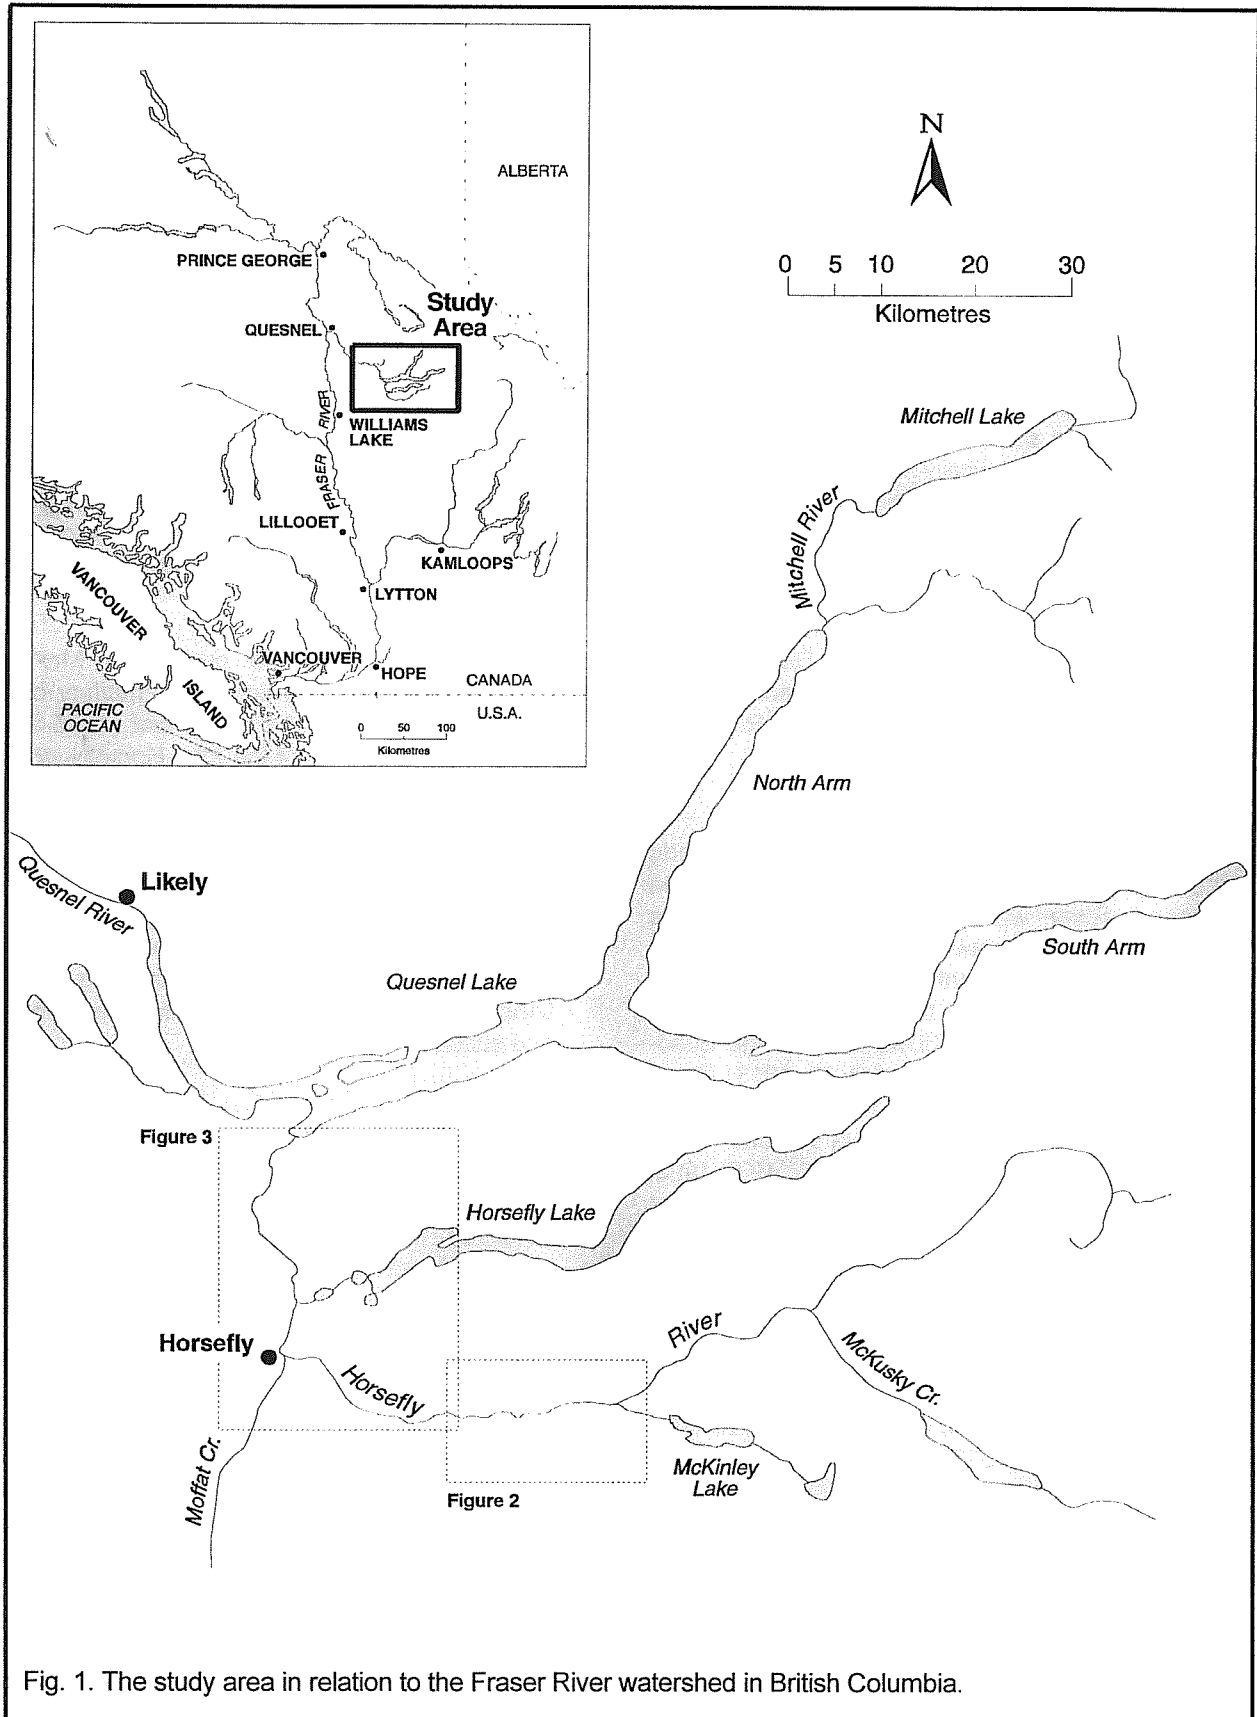 ALBERTA
PRINCE GEORGE
Study
Area
QUESNEL
WILLIAMS
LAKE
FRASER RIVER
LILLOOET
KAMLOOPS
LYTTON
VANCOUVER
ISLAND
VANCOUVER
HOPE
CANADA
U.S.A.
PACIFIC
OCEAN
0 50 100
Kilometres
N
0 5 10 20 30
Kilometres
Mitchell Lake
Mitchell River
North Arm
Likely
Quesnel River
South Arm
Quesnel Lake
Figure 3
Horsefly Lake
Horsefly
Horsefly River
McKusky Cr.
Moffat Cr.
McKinley
Lake
Figure 2
Fig. 1. The study area in relation to the Fraser River watershed in British Columbia.